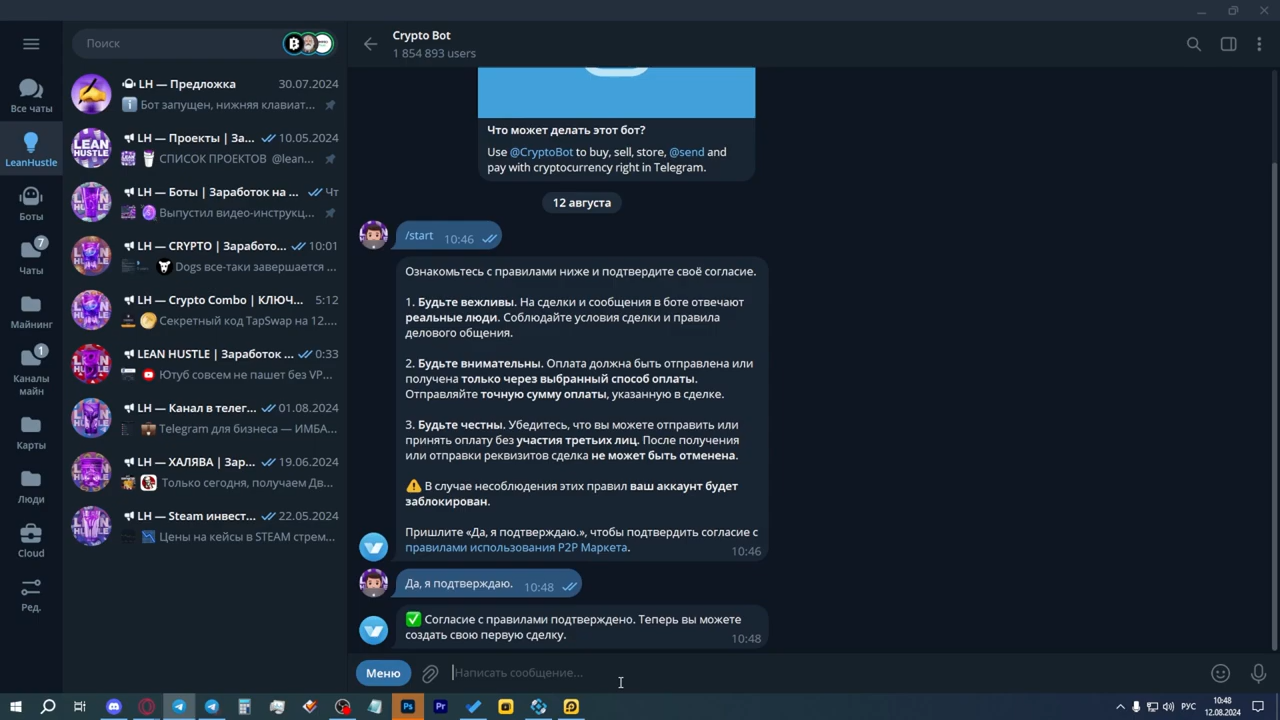 Поиск
Все чаты
LeanHustle
Боты
7
Чаты
Майнинг
1
Каналы
майн
Карты
Люди
Cloud
Ред.
LH — Предложка 30.07.2024
Бот запущен, нижняя клавиат...
LH — Проекты | За... 10.05.2024
СПИСОК ПРОЕКТОВ @lean...
LH — Боты | Заработок на ... Чт
Выпустил видео-инструкц...
LH — CRYPTO | Заработо... 10:01
Dogs все-таки завершается ...
LH — Crypto Combo | КЛЮЧ... 5:12
Секретный код TapSwap на 12....
LEAN HUSTLE | Заработок ... 0:33
Ютуб совсем не пашет без VP...
LH — Канал в телег... 01.08.2024
Telegram для бизнеса — ИМБА...
LH — ХАЛЯВА | Зар... 19.06.2024
Только сегодня, получаем Дв...
LH — Steam инвест... 22.05.2024
Цены на кейсы в STEAM стрем...
Crypto Bot
1 854 893 users
Что может делать этот бот?
Use @CryptoBot to buy, sell, store, @send and
pay with cryptocurrency right in Telegram.
12 августа
/start 10:46
Ознакомьтесь с правилами ниже и подтвердите своё согласие.
1. Будьте вежливы. На сделки и сообщения в боте отвечают
реальные люди. Соблюдайте условия сделки и правила
делового общения.
2. Будьте внимательны. Оплата должна быть отправлена или
получена только через выбранный способ оплаты.
Отправляйте точную сумму оплаты, указанную в сделке.
3. Будьте честны. Убедитесь, что вы можете отправить или
принять оплату без участия третьих лиц. После получения
или отправки реквизитов сделка не может быть отменена.
В случае несоблюдения этих правил ваш аккаунт будет
заблокирован.
Пришлите «Да, я подтверждаю.», чтобы подтвердить согласие с
правилами использования P2P Маркета. 10:46
Да, я подтверждаю. 10:48
Согласие с правилами подтверждено. Теперь вы можете
создать свою первую сделку. 10:48
Меню
Написать сообщение...
Ps
Pr
РУС
10:48
12.08.2024